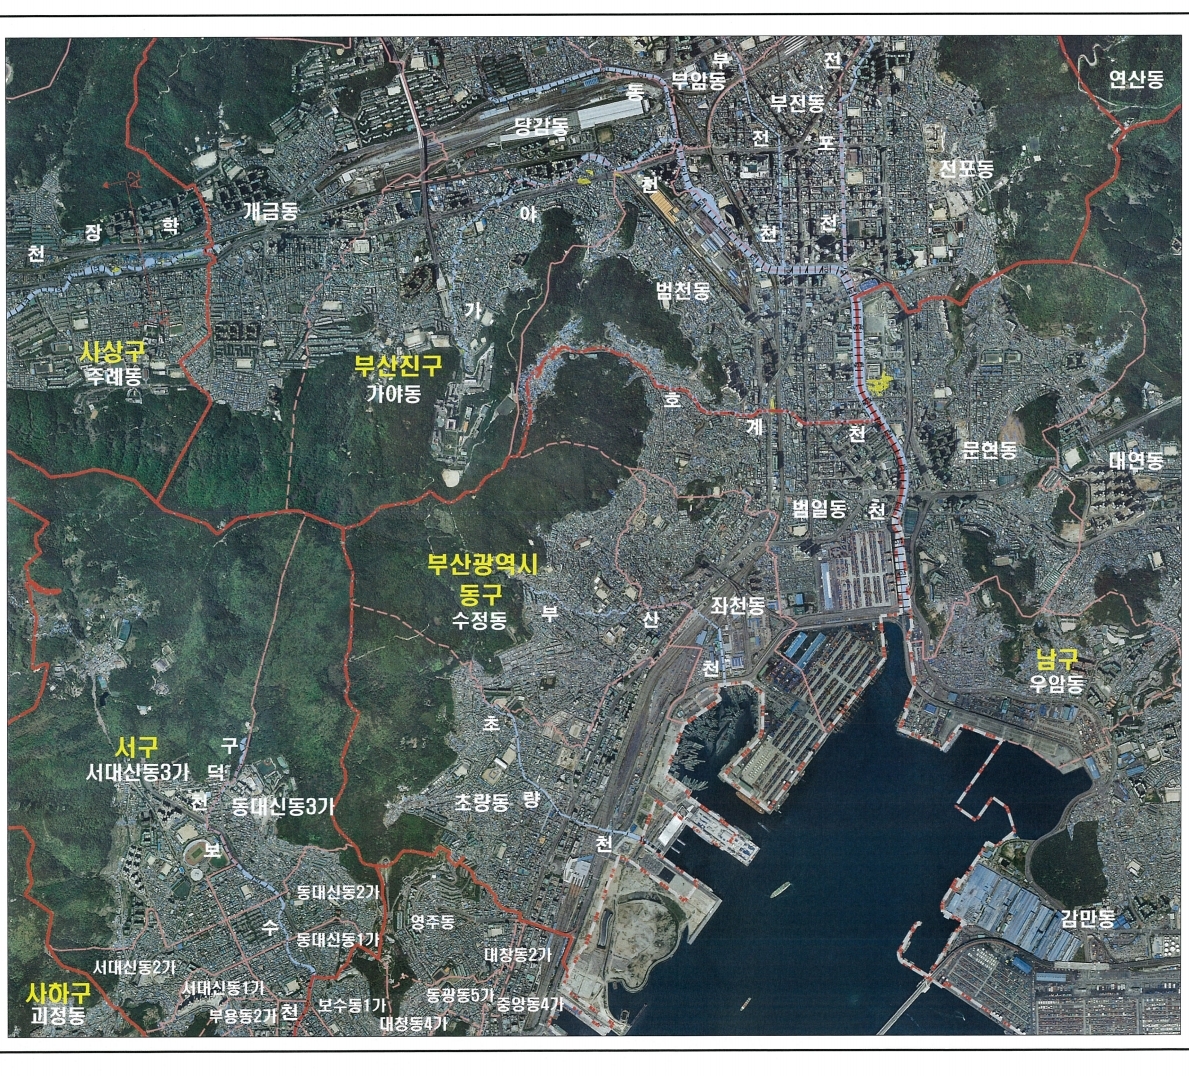 연산동
부
전
부암동
동
부전동
당감동
전
포
전포동
천
야
개금동
학
장
천
천
천
범천동
가
사상구
주례동
부산진구
가야동
호
계
천
문현동
대연동
범일동
천
부산광역시
동구
수정동
부
산
좌천동
천
남구
우암동
초
서구
서대신동3가
구
덕
천
동대신동3가
초량동
량
천
보
동대신동2가
영주동
수
동대신동1가
감만동
대창동2가
서대신동2가
서대신동1가
사하구
괴정동
부용동2가
천
보수동1가
동광동5가
중앙동4가
대청동4가